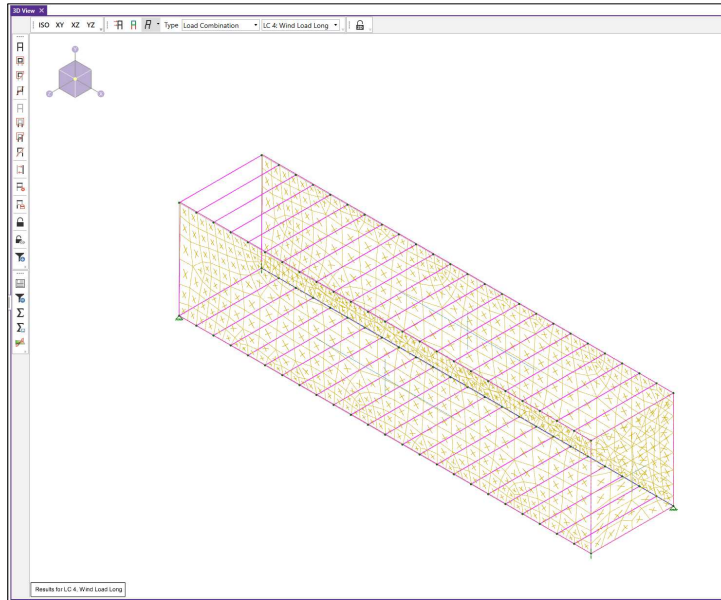 3D View
ISO XY XZ YZ Type Load Combination LC 4: Wind Load Long
Results for LC 4, Wind Load Long